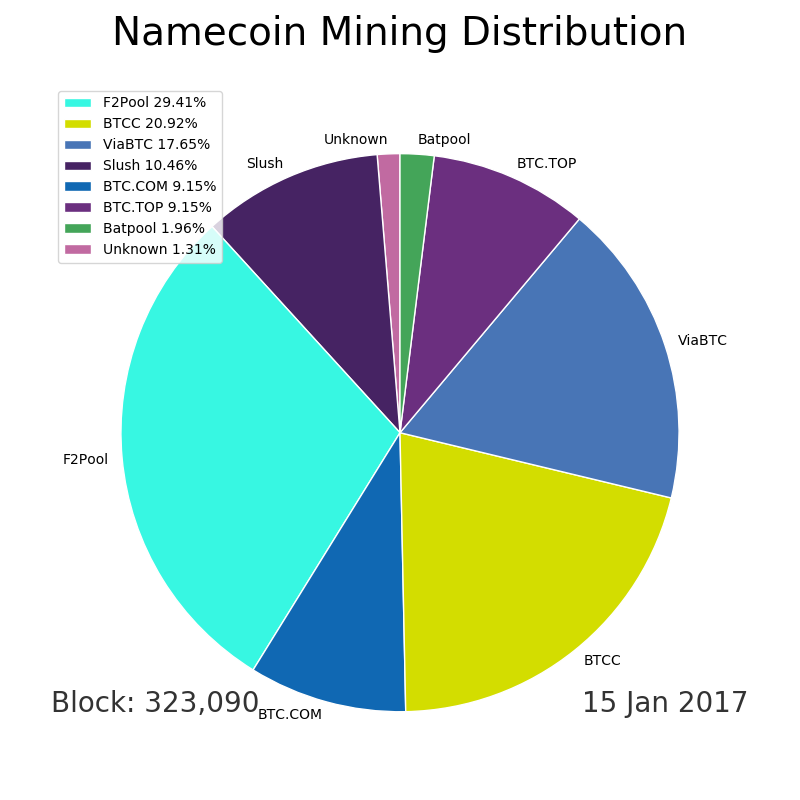 Namecoin Mining Distribution
F2Pool 29.41%
BTCC 20.92%
ViaBTC 17.65%
Slush 10.46%
BTC.COM 9.15%
BTC.TOP 9.15%
Batpool 1.96%
Unknown 1.31%
Unknown
Batpool
Slush
BTC.TOP
ViaBTC
F2Pool
BTCC
BTC.COM
Block: 323,090
15 Jan 2017